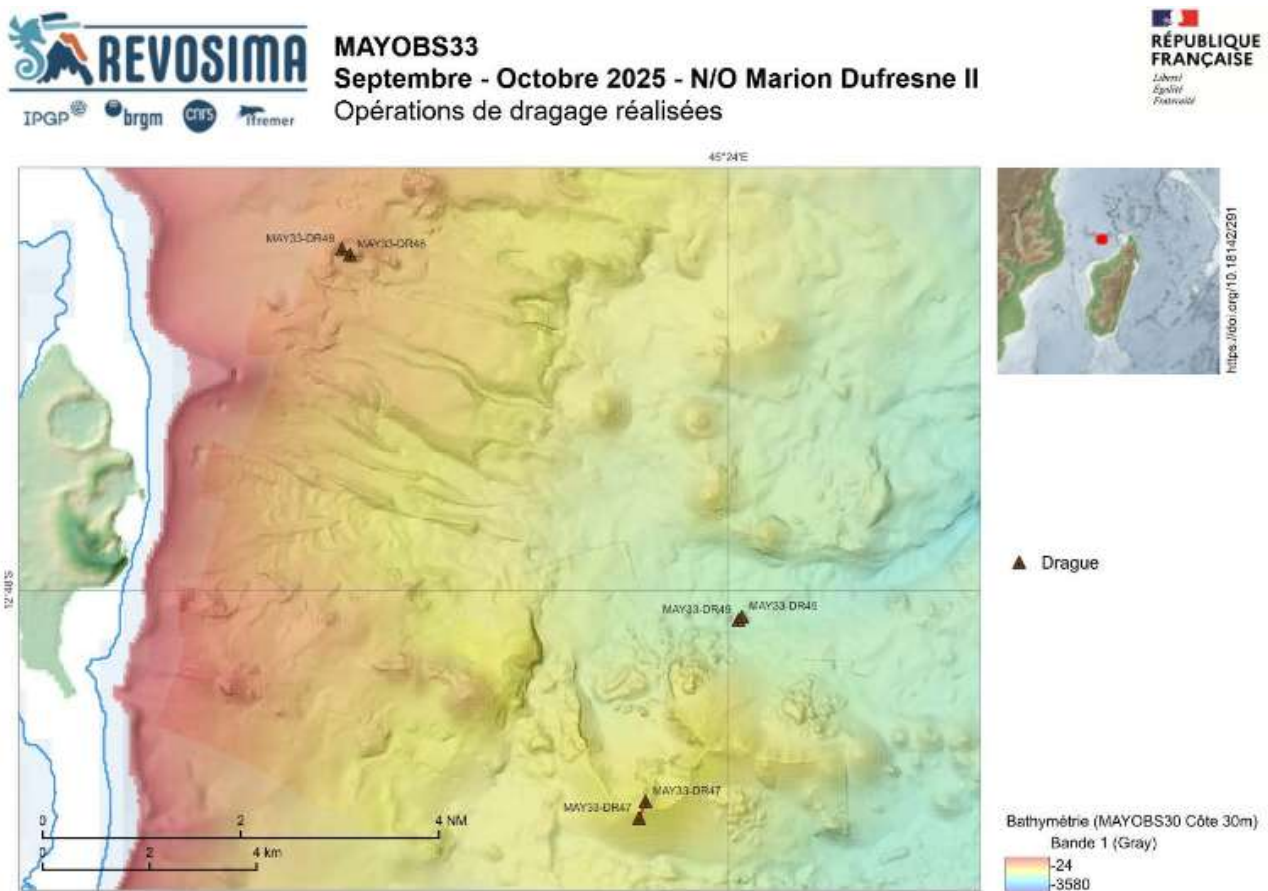 REVOSIMA
IPGP brgm cnrs Ifremer
MAYOBS33
Septembre - Octobre 2025 - N/O Marion Dufresne II
Opérations de dragage réalisées
RÉPUBLIQUE
FRANÇAISE
Liberté
Égalité
Fraternité
45°24'E
12°48'S
MAY33-DR48 MAY33-DR48
MAY33-DR49 MAY33-DR49
MAY33-DR47
MAY33-DR47
0 2 4 NM
0 2 4 km
https://doi.org/10.18142/291
Drague
Bathymétrie (MAYOBS30 Côte 30m)
Bande 1 (Gray)
-24
-3580